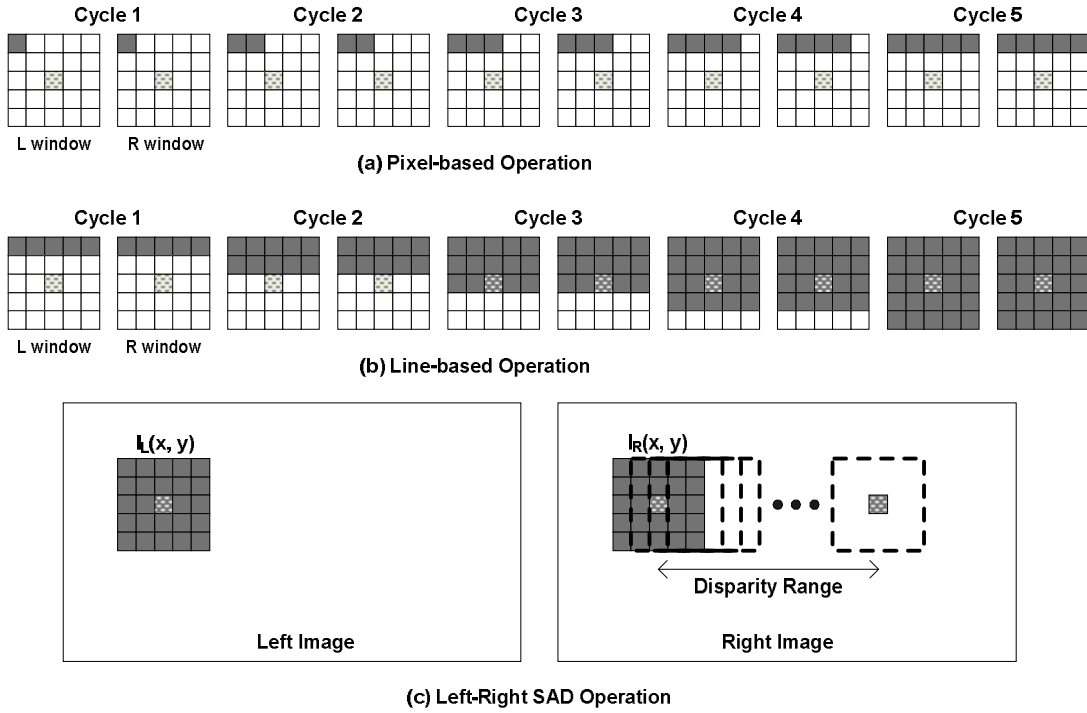 Cycle 1 Cycle 2 Cycle 3 Cycle 4 Cycle 5
L window R window
(a) Pixel-based Operation
Cycle 1 Cycle 2 Cycle 3 Cycle 4 Cycle 5
L window R window
(b) Line-based Operation
IL(x, y) IR(x, y)
Disparity Range
Left Image Right Image
(c) Left-Right SAD Operation